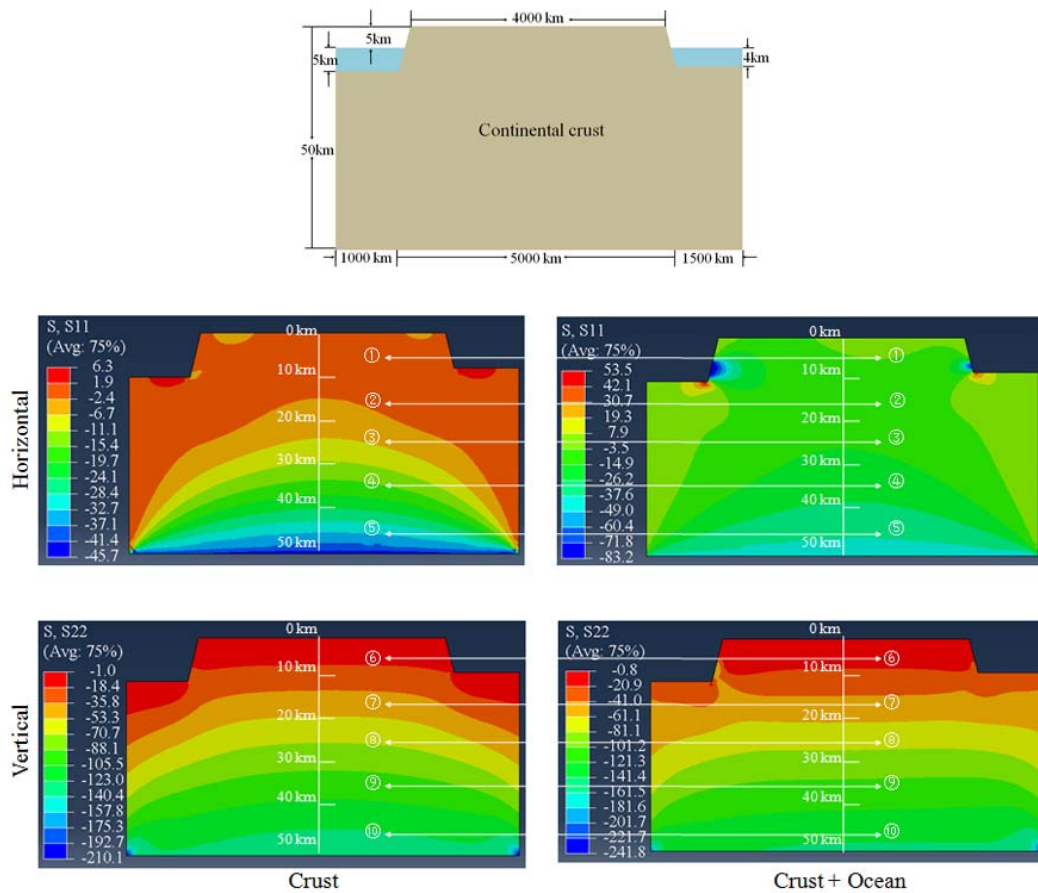 4000 km
5km
5km
4km
Continental crust
50km
1000 km
5000 km
1500 km
Horizontal
S, S11
(Avg: 75%)
6.3
1.9
-2.4
-6.7
-11.1
-15.4
-19.7
-24.1
-28.4
-32.7
-37.1
-41.4
-45.7
0 km
10 km
20 km
30 km
40 km
50 km
①
②
③
④
⑤
S, S11
(Avg: 75%)
53.5
42.1
30.7
19.3
7.9
-3.5
-14.9
-26.2
-37.6
-49.0
-60.4
-71.8
-83.2
0 km
10 km
20 km
30 km
40 km
50 km
①
②
③
④
⑤
Vertical
S, S22
(Avg: 75%)
-1.0
-18.4
-35.8
-53.3
-70.7
-88.1
-105.5
-123.0
-140.4
-157.8
-175.3
-192.7
-210.1
0 km
10 km
20 km
30 km
40 km
50 km
⑥
⑦
⑧
⑨
⑩
S, S22
(Avg: 75%)
-0.8
-20.9
-41.0
-61.1
-81.1
-101.2
-121.3
-141.4
-161.5
-181.6
-201.7
-221.7
-241.8
0 km
10 km
20 km
30 km
40 km
50 km
⑥
⑦
⑧
⑨
⑩
Crust
Crust + Ocean